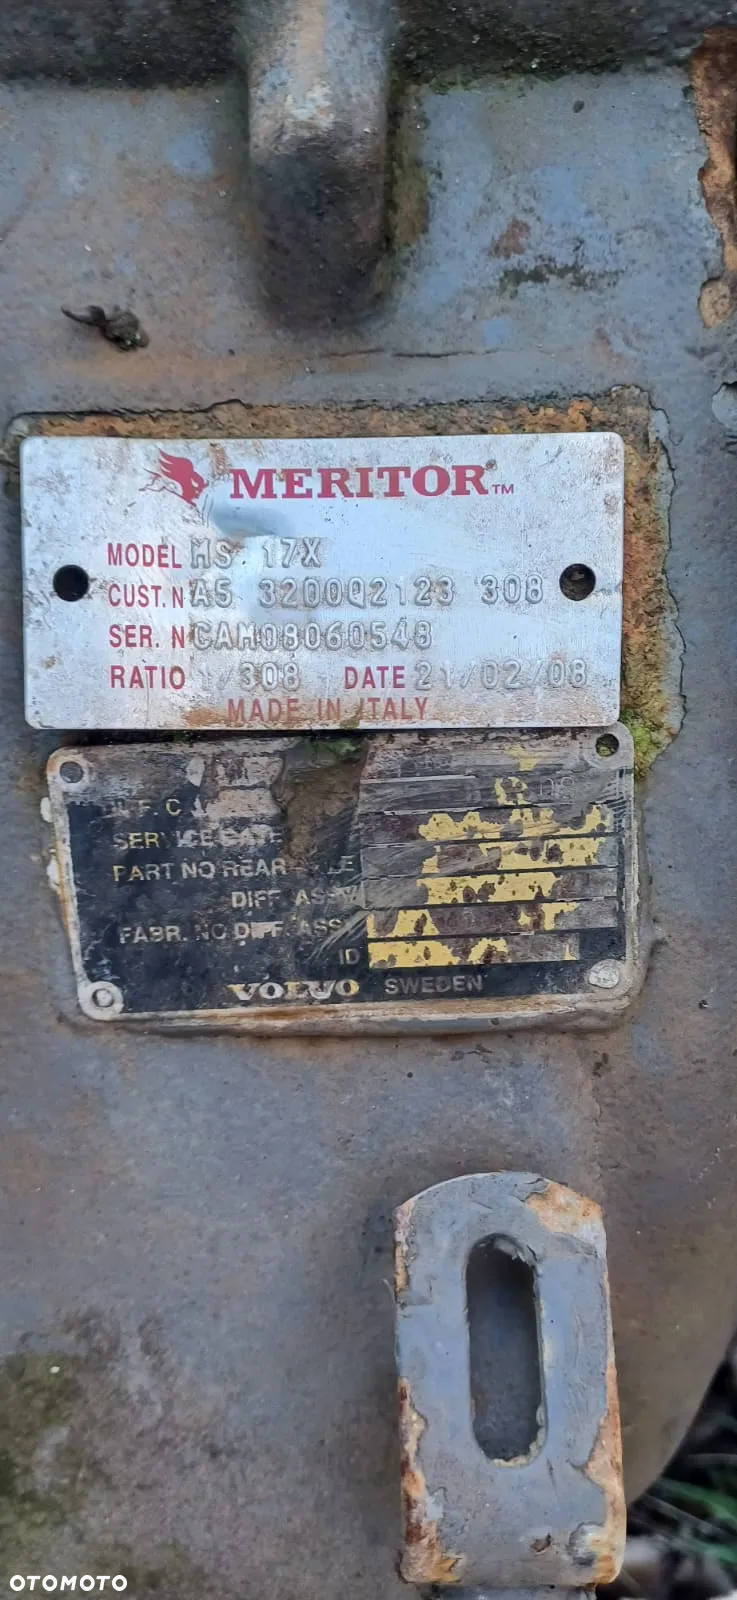 MERITOR™
MODEL MS 17X
CUST. N A5 3200Q2123 308
SER. N CAM08060548
RATIO 1/308 DATE 21/02/08
MADE IN ITALY
SERVICE DATE
PART NO REAR AXLE
DIFF. ASSY
FABR. NO DIFF. ASSY
ID
VOLVO SWEDEN
OTOMOTO